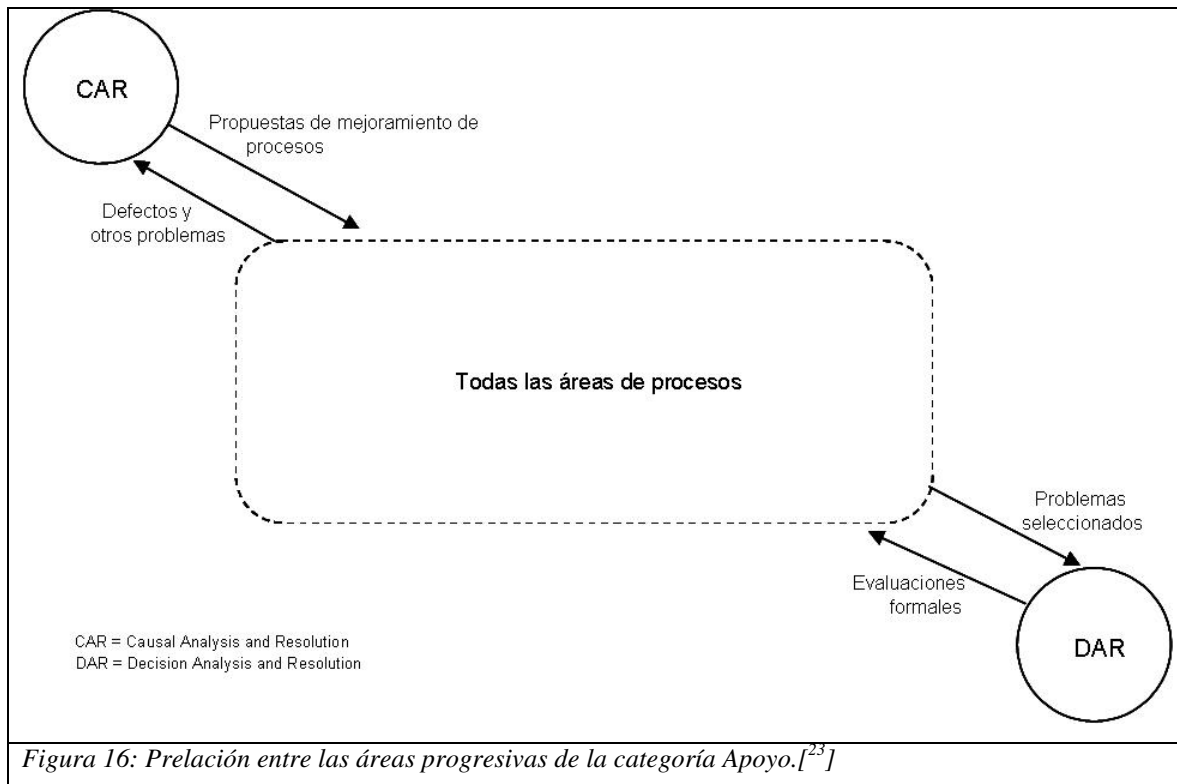 CAR
Propuestas de mejoramiento de
procesos
Defectos y
otros problemas
Todas las áreas de procesos
Problemas
seleccionados
Evaluaciones
formales
DAR
CAR = Causal Analysis and Resolution
DAR = Decision Analysis and Resolution
Figura 16: Prelación entre las áreas progresivas de la categoría Apoyo.[23]